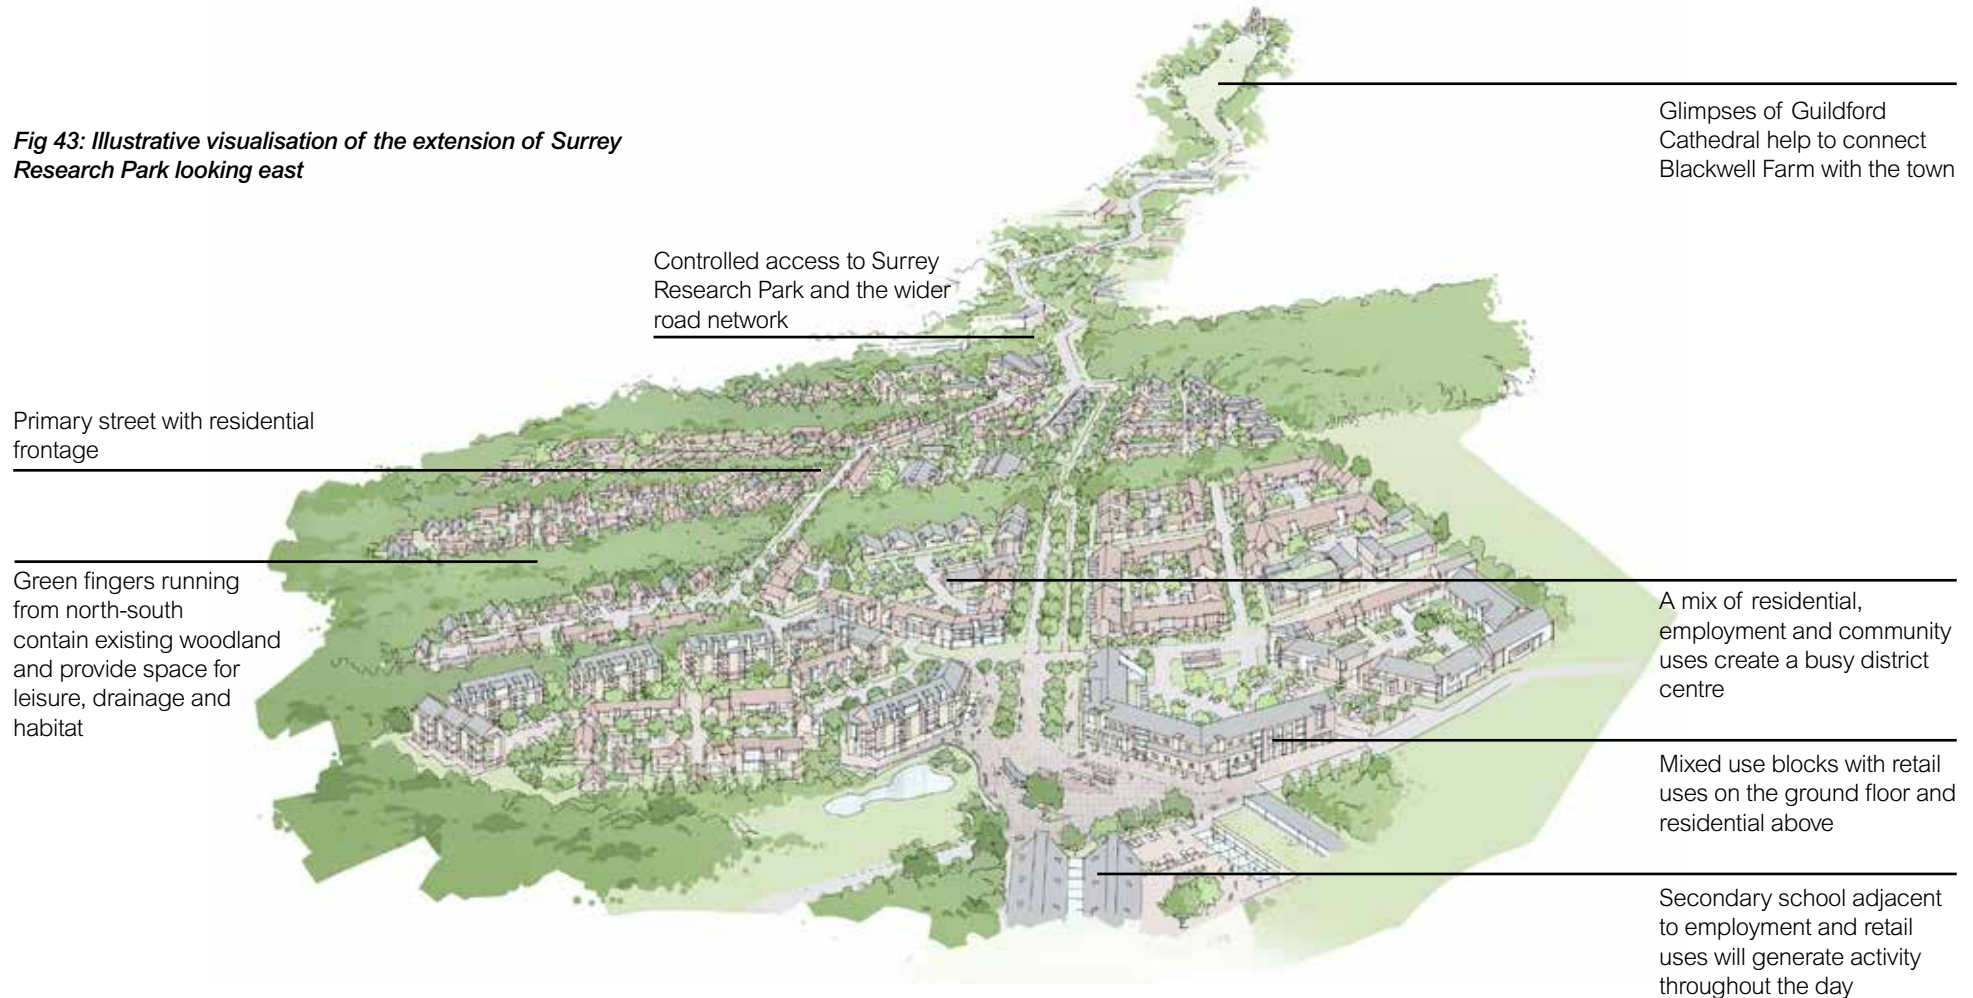 Fig 43: Illustrative visualisation of the extension of Surrey
Research Park looking east
Glimpses of Guildford
Cathedral help to connect
Blackwell Farm with the town
Controlled access to Surrey
Research Park and the wider
road network
Primary street with residential
frontage
Green fingers running
from north-south
contain existing woodland
and provide space for
leisure, drainage and
habitat
A mix of residential,
employment and community
uses create a busy district
centre
Mixed use blocks with retail
uses on the ground floor and
residential above
Secondary school adjacent
to employment and retail
uses will generate activity
throughout the day